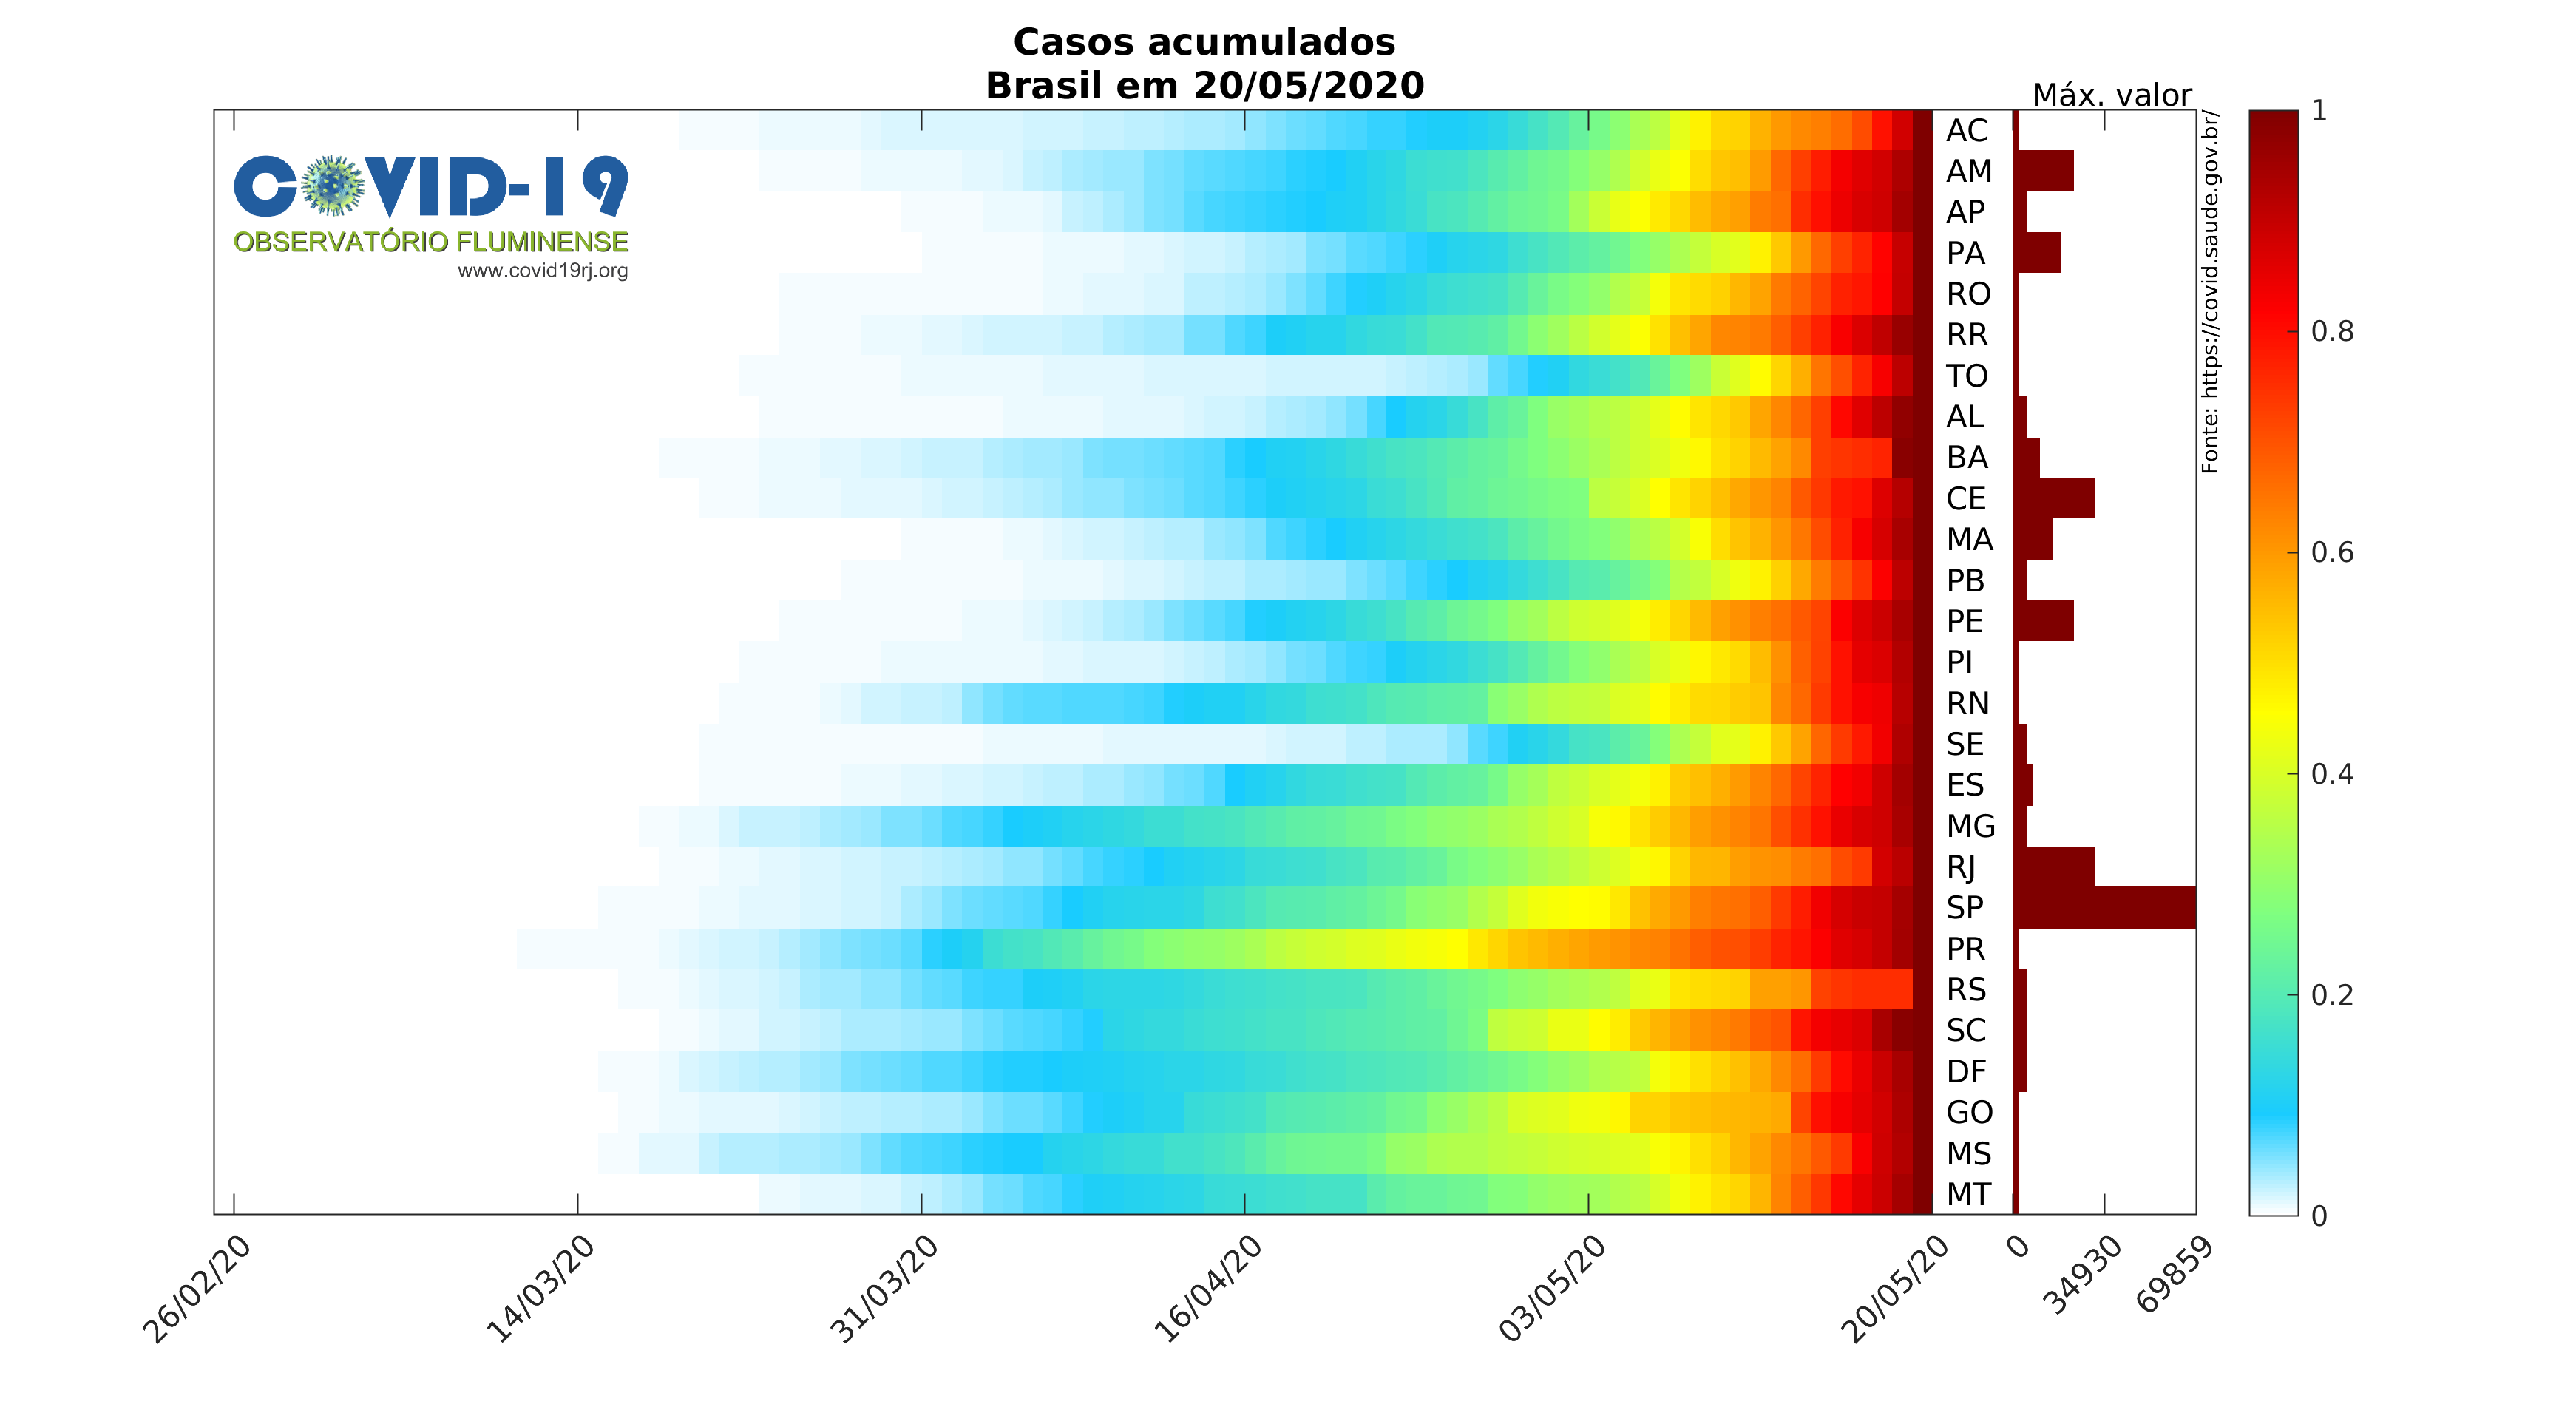 Casos acumulados
Brasil em 20/05/2020
Máx. valor
COVID-19
OBSERVATÓRIO FLUMINENSE
www.covid19rj.org
AC
AM
AP
PA
RO
RR
TO
AL
BA
CE
MA
PB
PE
PI
RN
SE
ES
MG
RJ
SP
PR
RS
SC
DF
GO
MS
MT
Fonte: https://covid.saude.gov.br/
1
0.8
0.6
0.4
0.2
0
26/02/20
14/03/20
31/03/20
16/04/20
03/05/20
20/05/20
0
34930
69859